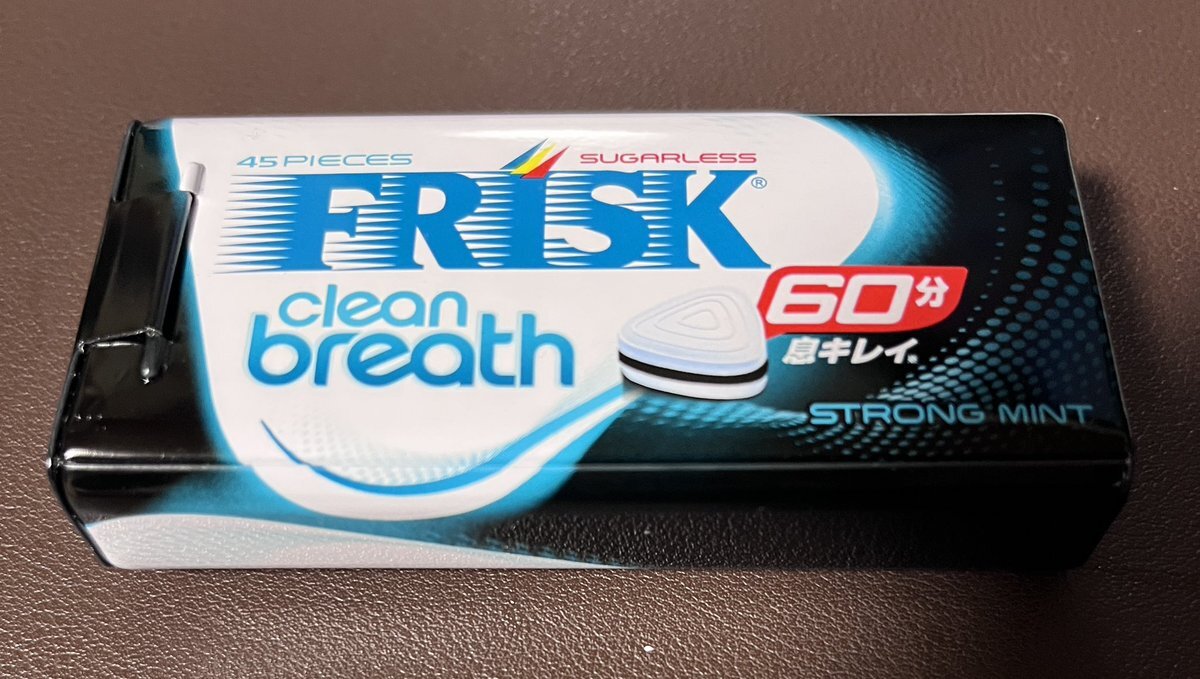 45 PIECES
SUGARLESS
FRISK®
clean
breath
60分
息キレイ
STRONG MINT